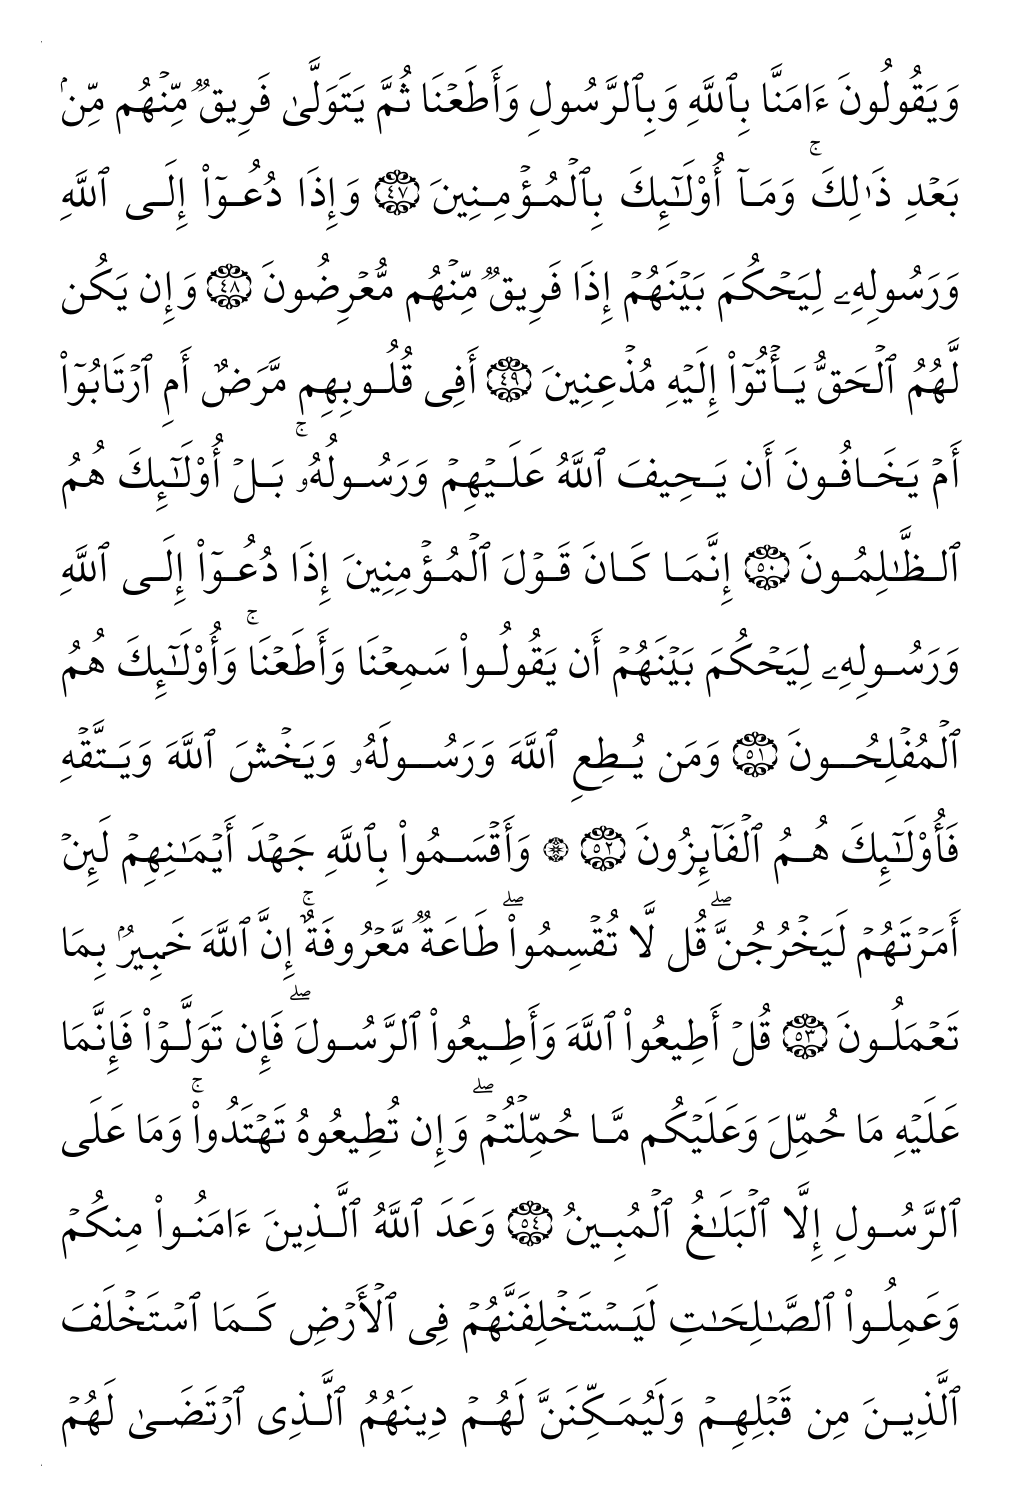 وَيَقُولُونَ ءَامَنَّا بِٱللَّهِ وَبِٱلرَّسُولِ وَأَطَعۡنَا ثُمَّ يَتَوَلَّىٰ فَرِيقٞ مِّنۡهُم مِّنۢ
بَعۡدِ ذَٰلِكَۚ وَمَآ أُوْلَٰٓئِكَ بِٱلۡمُؤۡمِنِينَ ٤٧ وَإِذَا دُعُوٓاْ إِلَى ٱللَّهِ
وَرَسُولِهِۦ لِيَحۡكُمَ بَيۡنَهُمۡ إِذَا فَرِيقٞ مِّنۡهُم مُّعۡرِضُونَ ٤٨ وَإِن يَكُن
لَّهُمُ ٱلۡحَقُّ يَأۡتُوٓاْ إِلَيۡهِ مُذۡعِنِينَ ٤٩ أَفِي قُلُوبِهِم مَّرَضٌ أَمِ ٱرۡتَابُوٓاْ
أَمۡ يَخَافُونَ أَن يَحِيفَ ٱللَّهُ عَلَيۡهِمۡ وَرَسُولُهُۥۚ بَلۡ أُوْلَٰٓئِكَ هُمُ
ٱلظَّٰلِمُونَ ٥٠ إِنَّمَا كَانَ قَوۡلَ ٱلۡمُؤۡمِنِينَ إِذَا دُعُوٓاْ إِلَى ٱللَّهِ
وَرَسُولِهِۦ لِيَحۡكُمَ بَيۡنَهُمۡ أَن يَقُولُواْ سَمِعۡنَا وَأَطَعۡنَاۚ وَأُوْلَٰٓئِكَ هُمُ
ٱلۡمُفۡلِحُونَ ٥١ وَمَن يُطِعِ ٱللَّهَ وَرَسُولَهُۥ وَيَخۡشَ ٱللَّهَ وَيَتَّقۡهِ
فَأُوْلَٰٓئِكَ هُمُ ٱلۡفَآئِزُونَ ٥٢ ۞ وَأَقۡسَمُواْ بِٱللَّهِ جَهۡدَ أَيۡمَٰنِهِمۡ لَئِنۡ
أَمَرۡتَهُمۡ لَيَخۡرُجُنَّۖ قُل لَّا تُقۡسِمُواْۖ طَاعَةٞ مَّعۡرُوفَةٌۚ إِنَّ ٱللَّهَ خَبِيرُۢ بِمَا
تَعۡمَلُونَ ٥٣ قُلۡ أَطِيعُواْ ٱللَّهَ وَأَطِيعُواْ ٱلرَّسُولَۖ فَإِن تَوَلَّوۡاْ فَإِنَّمَا
عَلَيۡهِ مَا حُمِّلَ وَعَلَيۡكُم مَّا حُمِّلۡتُمۡۖ وَإِن تُطِيعُوهُ تَهۡتَدُواْۚ وَمَا عَلَى
ٱلرَّسُولِ إِلَّا ٱلۡبَلَٰغُ ٱلۡمُبِينُ ٥٤ وَعَدَ ٱللَّهُ ٱلَّذِينَ ءَامَنُواْ مِنكُمۡ
وَعَمِلُواْ ٱلصَّٰلِحَٰتِ لَيَسۡتَخۡلِفَنَّهُمۡ فِي ٱلۡأَرۡضِ كَمَا ٱسۡتَخۡلَفَ
ٱلَّذِينَ مِن قَبۡلِهِمۡ وَلَيُمَكِّنَنَّ لَهُمۡ دِينَهُمُ ٱلَّذِي ٱرۡتَضَىٰ لَهُمۡ